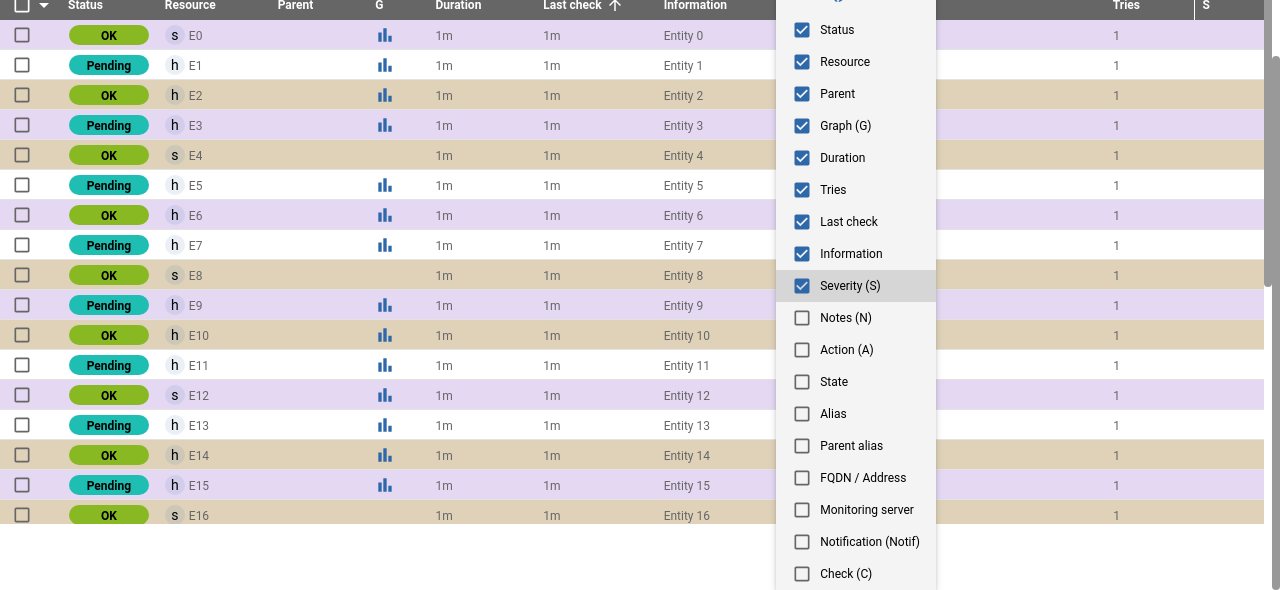 Status Resource Parent G Duration Last check Information Tries S
OK s E0 1m 1m Entity 0 1
Pending h E1 1m 1m Entity 1 1
OK h E2 1m 1m Entity 2 1
Pending h E3 1m 1m Entity 3 1
OK s E4 1m 1m Entity 4 1
Pending h E5 1m 1m Entity 5 1
OK h E6 1m 1m Entity 6 1
Pending h E7 1m 1m Entity 7 1
OK s E8 1m 1m Entity 8 1
Pending h E9 1m 1m Entity 9 1
OK h E10 1m 1m Entity 10 1
Pending h E11 1m 1m Entity 11 1
OK s E12 1m 1m Entity 12 1
Pending h E13 1m 1m Entity 13 1
OK h E14 1m 1m Entity 14 1
Pending h E15 1m 1m Entity 15 1
OK s E16 1m 1m Entity 16 1
Status
Resource
Parent
Graph (G)
Duration
Tries
Last check
Information
Severity (S)
Notes (N)
Action (A)
State
Alias
Parent alias
FQDN / Address
Monitoring server
Notification (Notif)
Check (C)